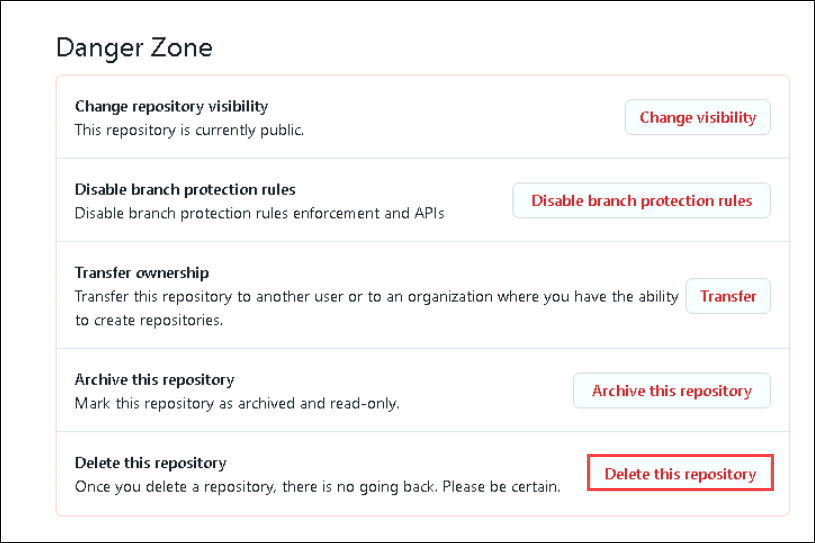 Danger Zone
Change repository visibility
This repository is currently public.
Change visibility
Disable branch protection rules
Disable branch protection rules enforcement and APIs
Disable branch protection rules
Transfer ownership
Transfer this repository to another user or to an organization where you have the ability
to create repositories.
Transfer
Archive this repository
Mark this repository as archived and read-only.
Archive this repository
Delete this repository
Once you delete a repository, there is no going back. Please be certain.
Delete this repository